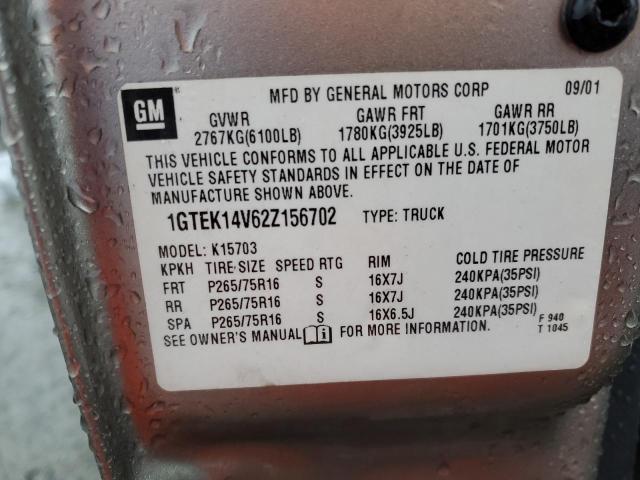 MFD BY GENERAL MOTORS CORP 09/01
GM
GVWR GAWR FRT GAWR RR
2767KG(6100LB) 1780KG(3925LB) 1701KG(3750LB)
THIS VEHICLE CONFORMS TO ALL APPLICABLE U.S. FEDERAL MOTOR
VEHICLE SAFETY STANDARDS IN EFFECT ON THE DATE OF
MANUFACTURE SHOWN ABOVE.
1GTEK14V62Z156702 TYPE: TRUCK
MODEL: K15703
KPKH TIRE SIZE SPEED RTG RIM COLD TIRE PRESSURE
FRT P265/75R16 S 16X7J 240KPA(35PSI)
RR P265/75R16 S 16X7J 240KPA(35PSI)
SPA P265/75R16 S 16X6.5J 240KPA(35PSI)
F 940
SEE OWNER'S MANUAL i FOR MORE INFORMATION. T 1045